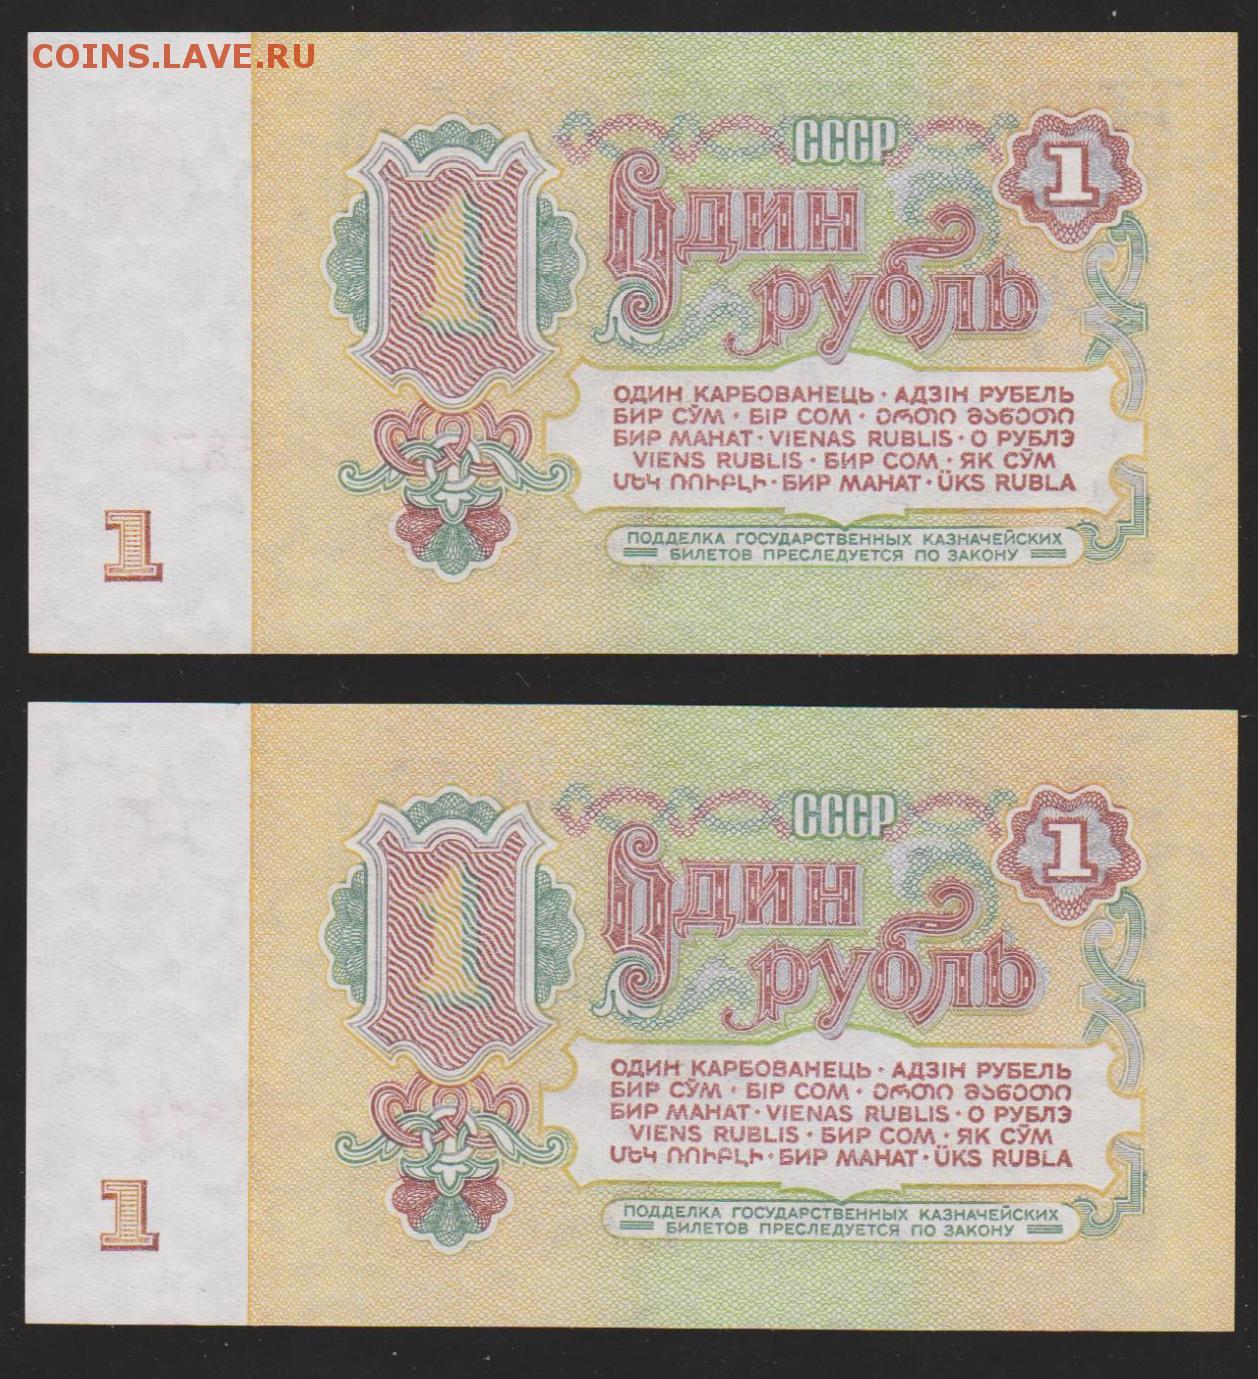 COINS.LAVE.RU
СССР
1
1
Один
рубль
ОДИН КАРБОВАНЕЦЬ · АДЗІН РУБЕЛЬ
БИР СЎМ · БІР СОМ · ᲔᲠᲗᲘ ᲛᲐᲜᲔᲗᲘ
БИР МАНАТ · VIENAS RUBLIS · О РУБЛЭ
VIENS RUBLIS · БИР СОМ · ЯК СӮМ
ՄԵԿ ՌՈՒԲԼԻ · БИР МАНАТ · ÜKS RUBLA
ПОДДЕЛКА ГОСУДАРСТВЕННЫХ КАЗНАЧЕЙСКИХ
БИЛЕТОВ ПРЕСЛЕДУЕТСЯ ПО ЗАКОНУ
1
СССР
1
1
Один
рубль
ОДИН КАРБОВАНЕЦЬ · АДЗІН РУБЕЛЬ
БИР СЎМ · БІР СОМ · ᲔᲠᲗᲘ ᲛᲐᲜᲔᲗᲘ
БИР МАНАТ · VIENAS RUBLIS · О РУБЛЭ
VIENS RUBLIS · БИР СОМ · ЯК СӮМ
ՄԵԿ ՌՈՒԲԼԻ · БИР МАНАТ · ÜKS RUBLA
ПОДДЕЛКА ГОСУДАРСТВЕННЫХ КАЗНАЧЕЙСКИХ
БИЛЕТОВ ПРЕСЛЕДУЕТСЯ ПО ЗАКОНУ
1